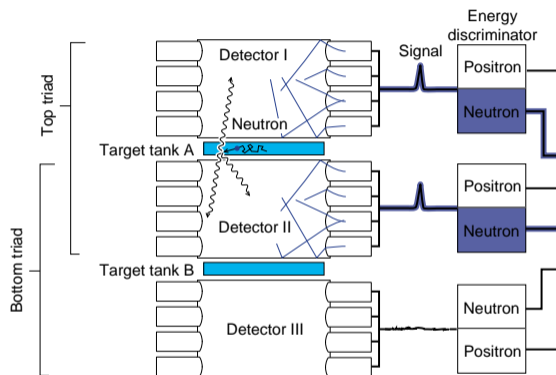 Energy
discriminator
Signal
Detector I
Positron
Neutron
Neutron
Top triad
Target tank A
Positron
Detector II
Neutron
Bottom triad
Target tank B
Neutron
Detector III
Positron